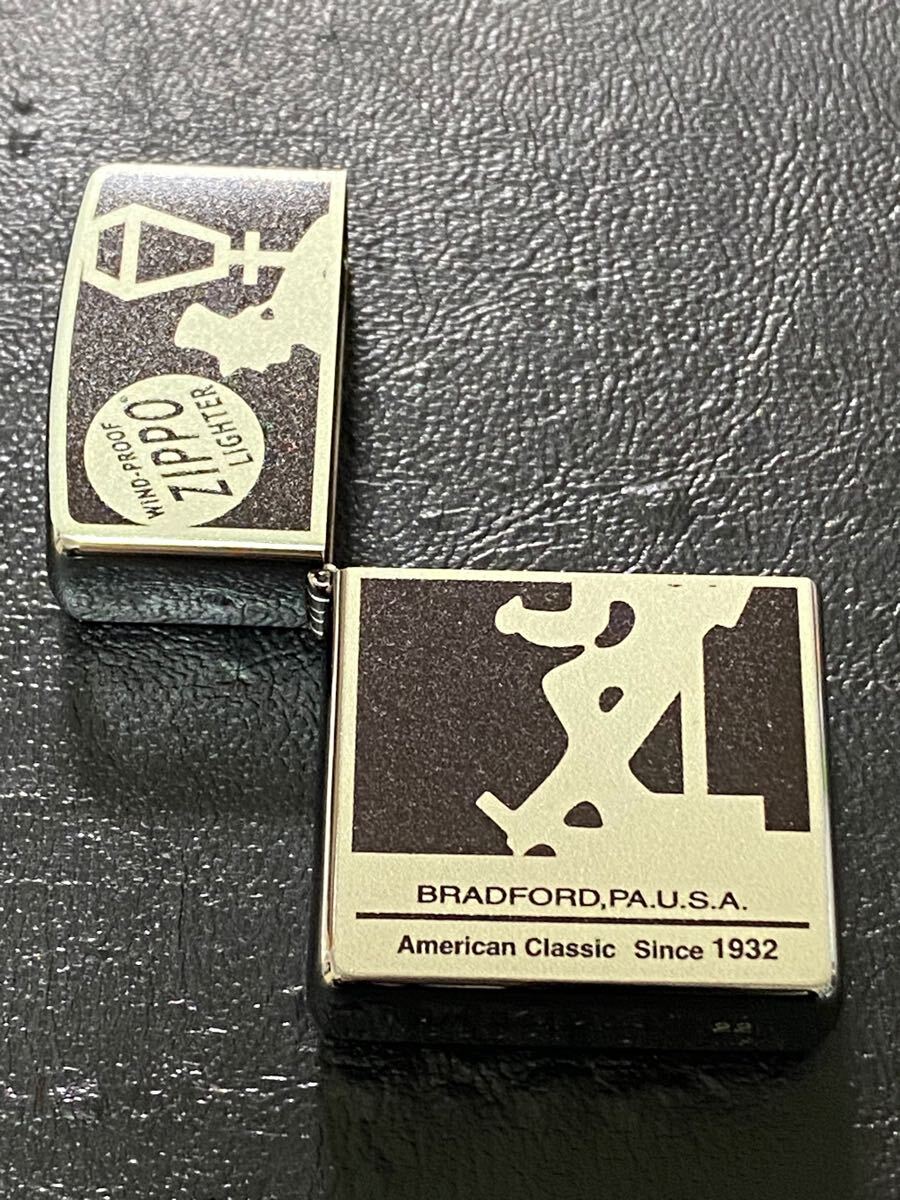 WIND-PROOF
ZIPPO®
LIGHTER
BRADFORD,PA.U.S.A.
American Classic Since 1932